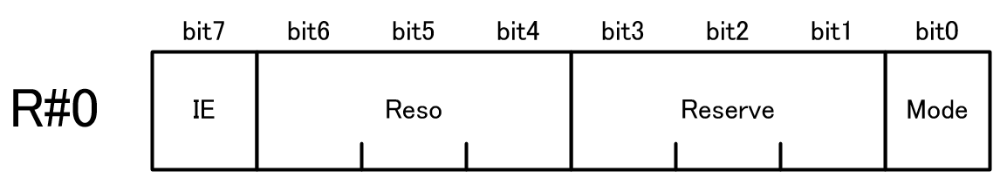 bit7 bit6 bit5 bit4 bit3 bit2 bit1 bit0
R#0 IE Reso Reserve Mode